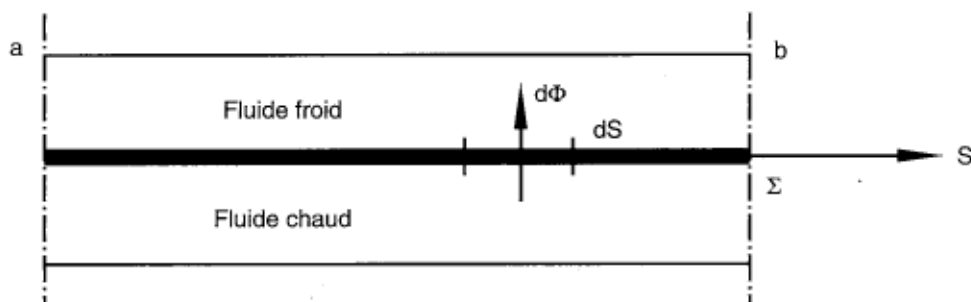 a
b
Fluide froid
dΦ
dS
S
Σ
Fluide chaud